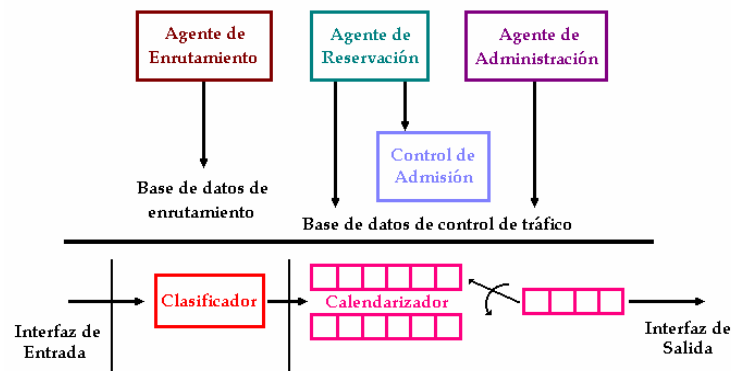 Agente de
Enrutamiento
Agente de
Reservación
Agente de
Administración
Control de
Admisión
Base de datos de
enrutamiento
Base de datos de control de tráfico
Clasificador
Calendarizador
Interfaz de
Entrada
Interfaz de
Salida